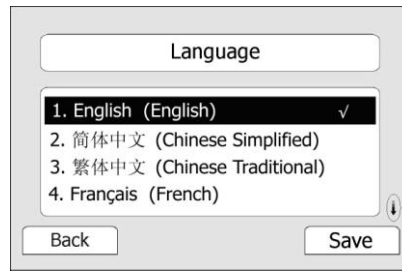 Language
1. English (English) √
2. 简体中文 (Chinese Simplified)
3. 繁体中文 (Chinese Traditional)
4. Français (French)
Back Save